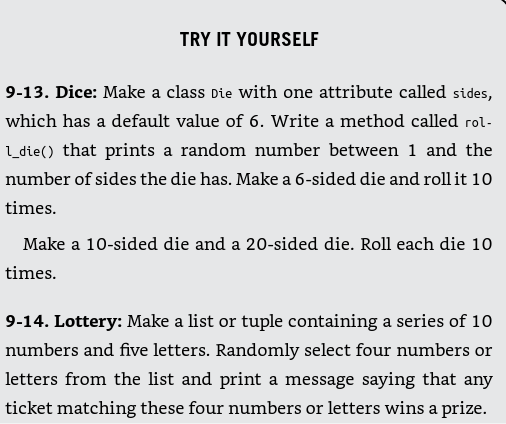 TRY IT YOURSELF
9-13. Dice: Make a class Die with one attribute called sides,
which has a default value of 6. Write a method called rol-
l_die() that prints a random number between 1 and the
number of sides the die has. Make a 6-sided die and roll it 10
times.
Make a 10-sided die and a 20-sided die. Roll each die 10
times.
9-14. Lottery: Make a list or tuple containing a series of 10
numbers and five letters. Randomly select four numbers or
letters from the list and print a message saying that any
ticket matching these four numbers or letters wins a prize.